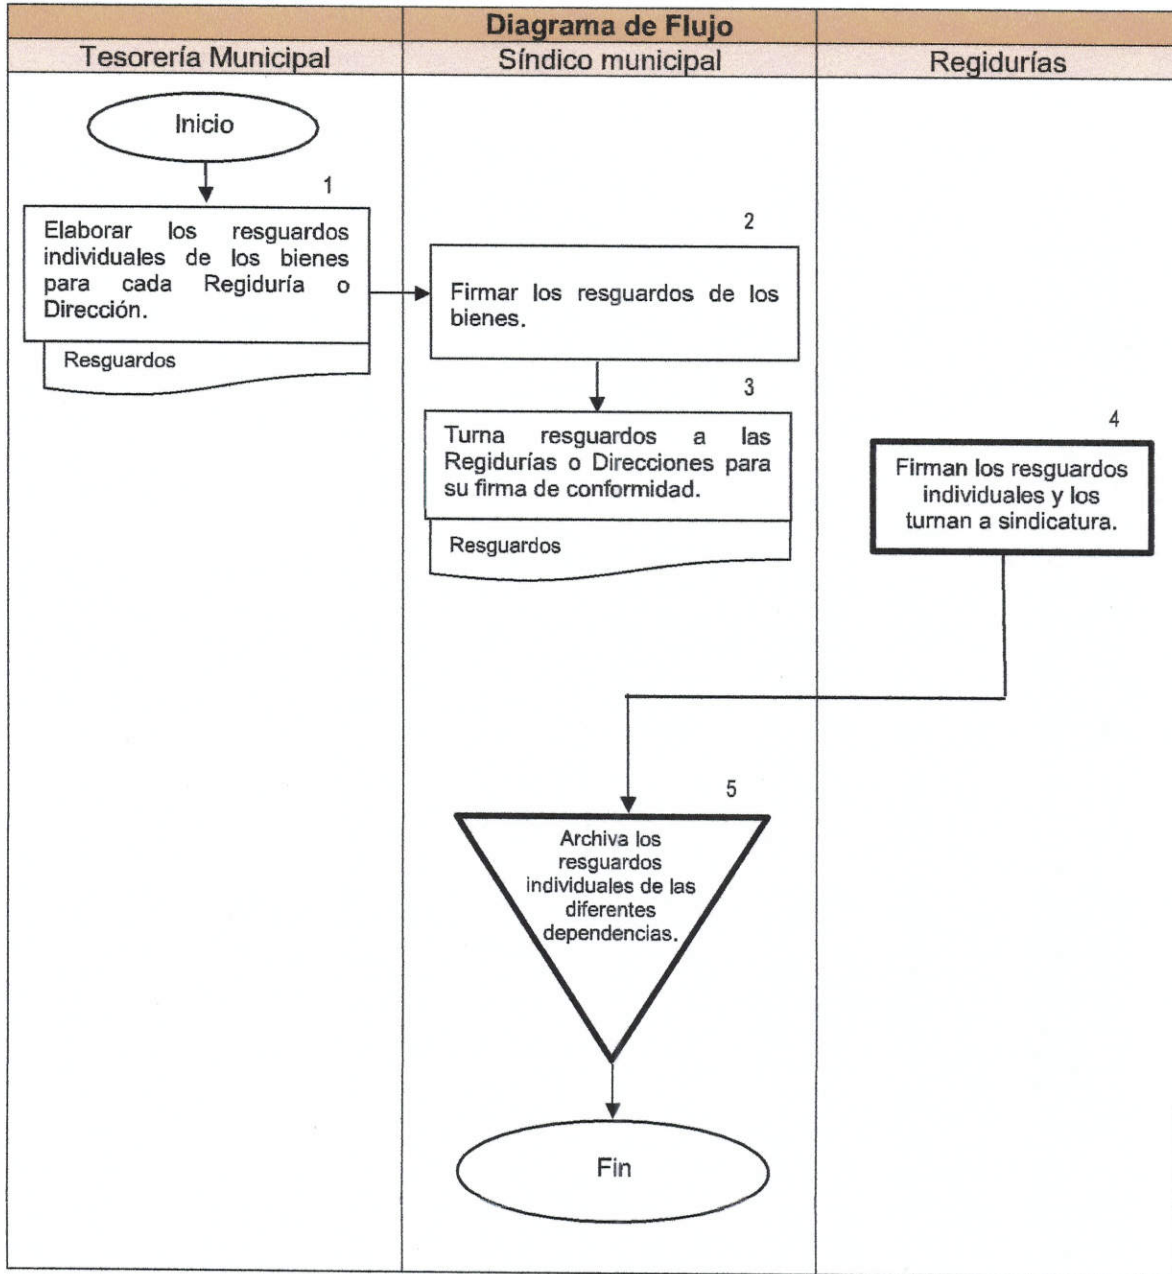 Diagrama de Flujo
Tesorería Municipal
Síndico municipal
Regidurías
Inicio
1
Elaborar los resguardos
individuales de los bienes
para cada Regiduría o
Dirección.
Resguardos
2
Firmar los resguardos de los
bienes.
3
Turna resguardos a las
Regidurías o Direcciones para
su firma de conformidad.
Resguardos
4
Firman los resguardos
individuales y los
turnan a sindicatura.
5
Archiva los
resguardos
individuales de las
diferentes
dependencias.
Fin